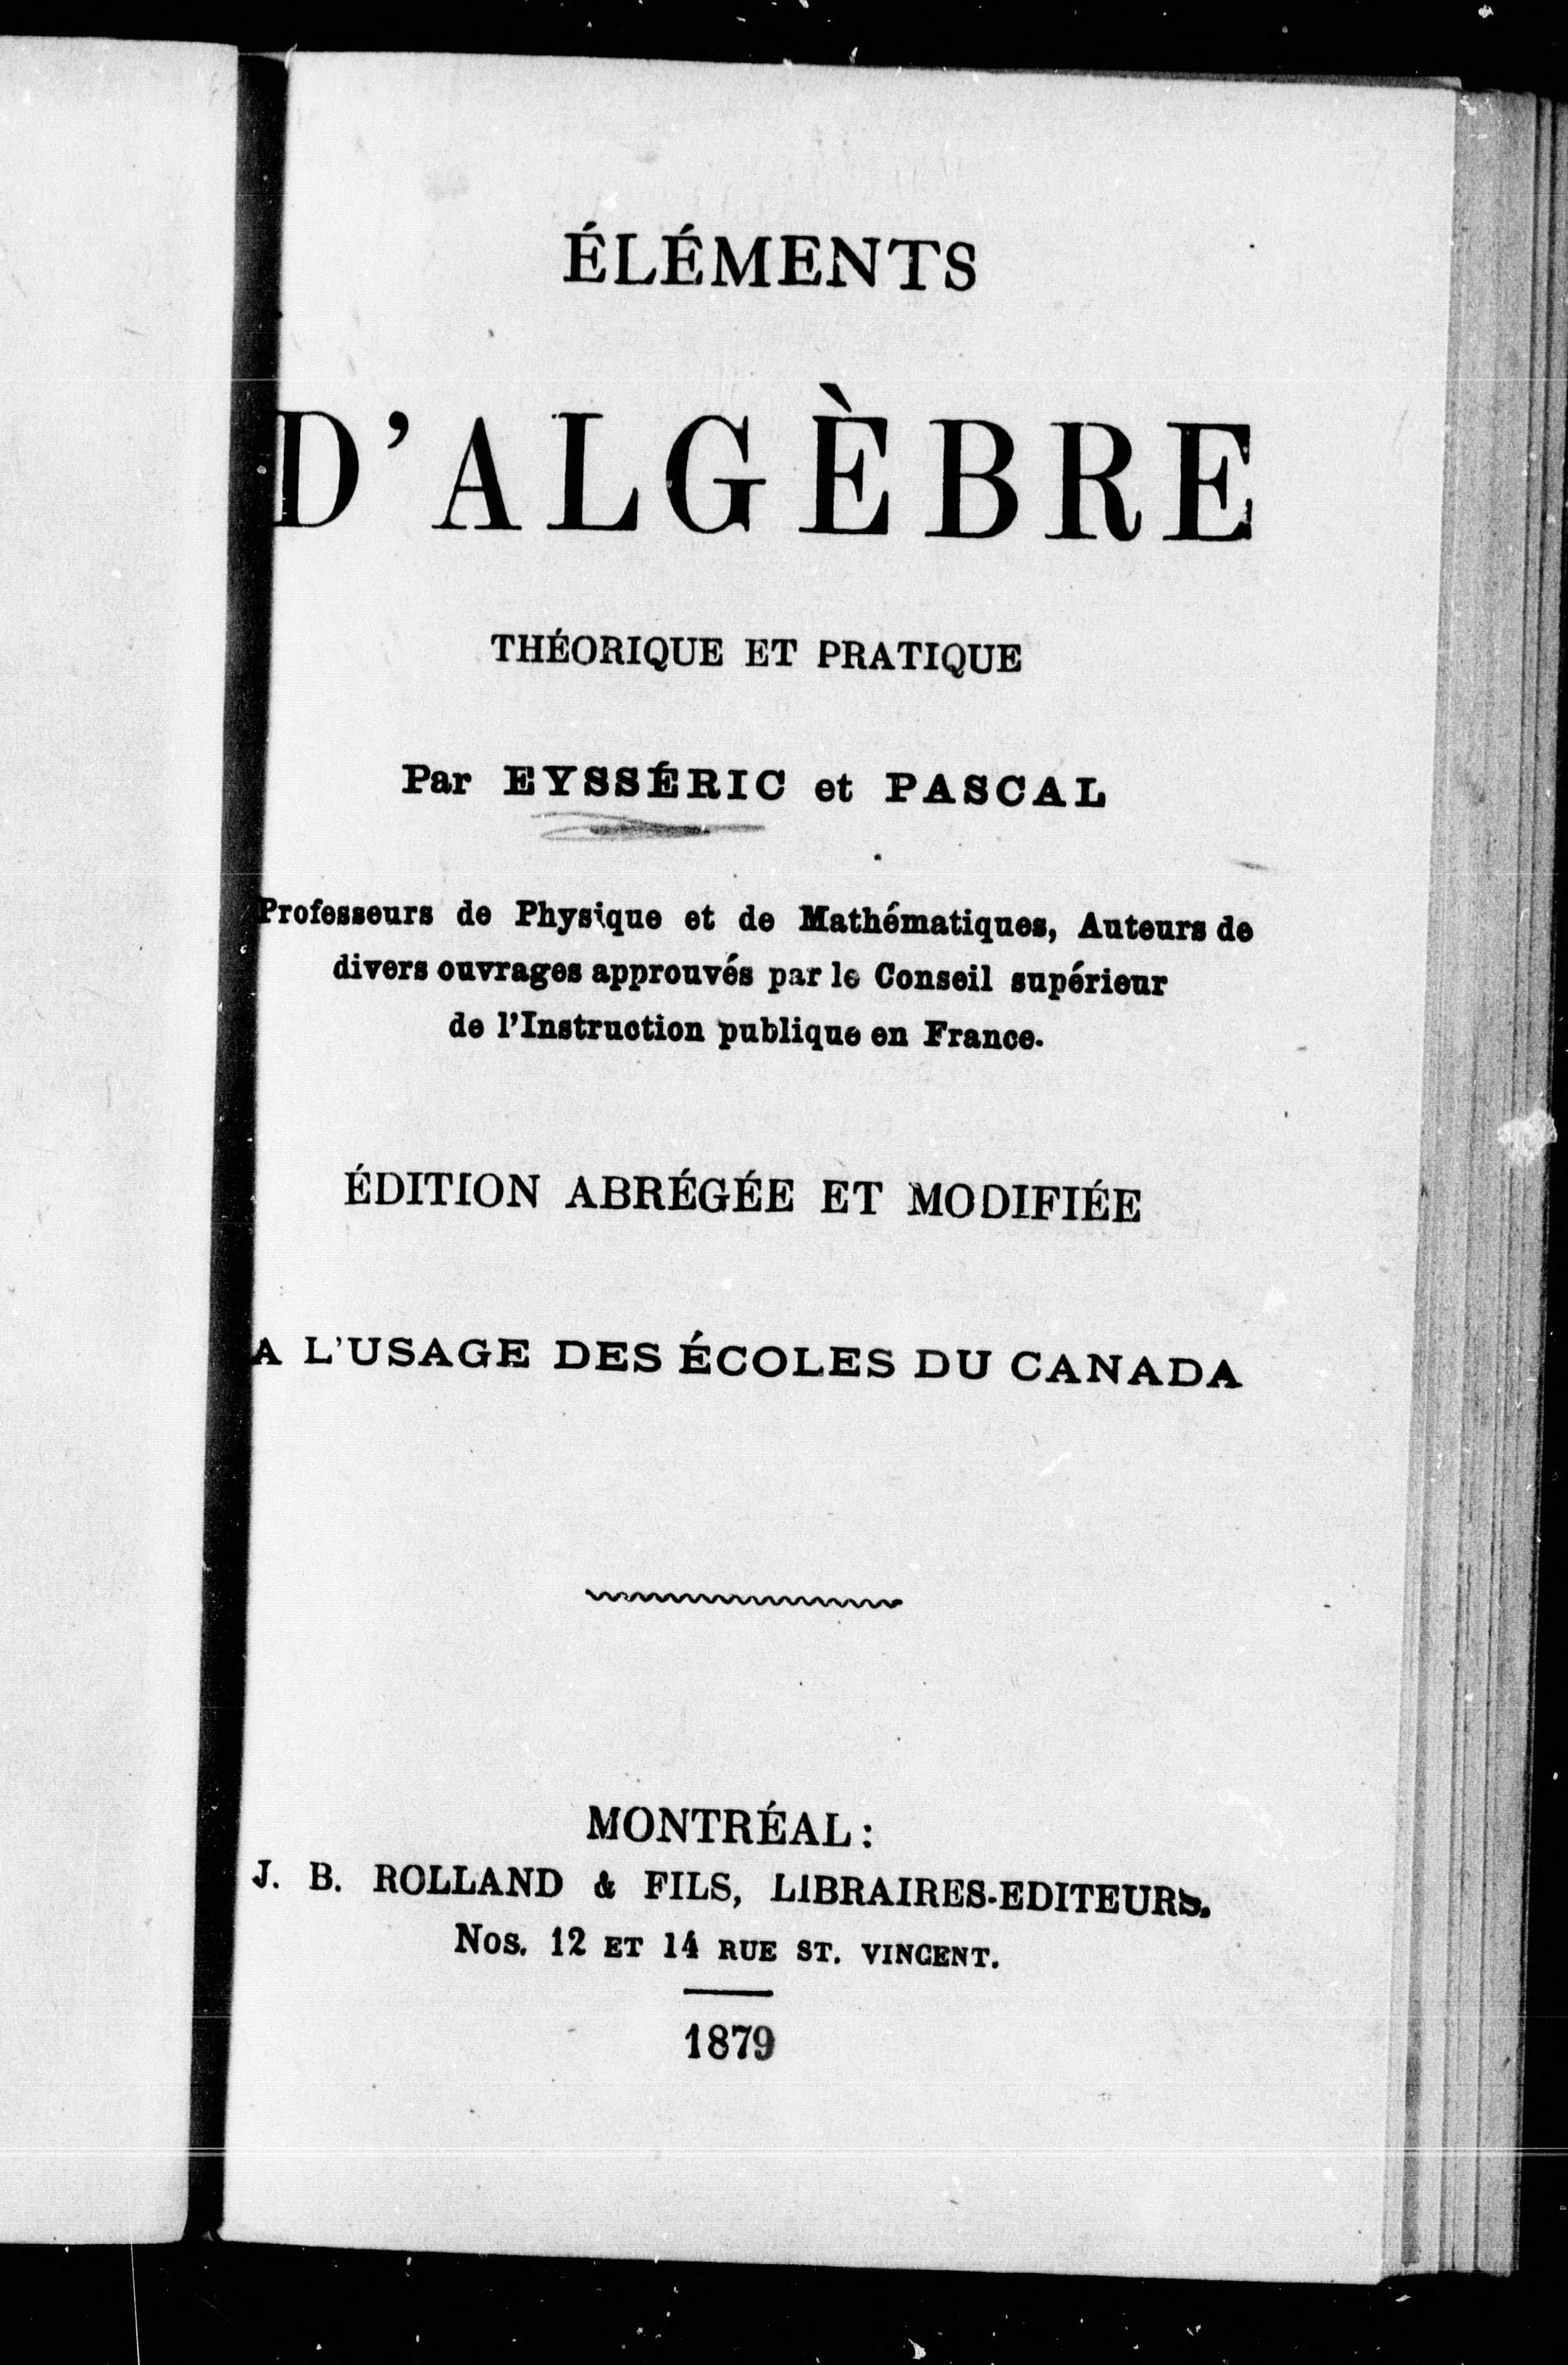 ÉLÉMENTS
D'ALGÈBRE
THÉORIQUE ET PRATIQUE
Par EYSSÉRIC et PASCAL
Professeurs de Physique et de Mathématiques, Auteurs de
divers ouvrages approuvés par le Conseil supérieur
de l'Instruction publique en France.
ÉDITION ABRÉGÉE ET MODIFIÉE
A L'USAGE DES ÉCOLES DU CANADA
MONTRÉAL:
J. B. ROLLAND & FILS, LIBRAIRES-EDITEURS.
Nos. 12 ET 14 RUE ST. VINCENT.
1879